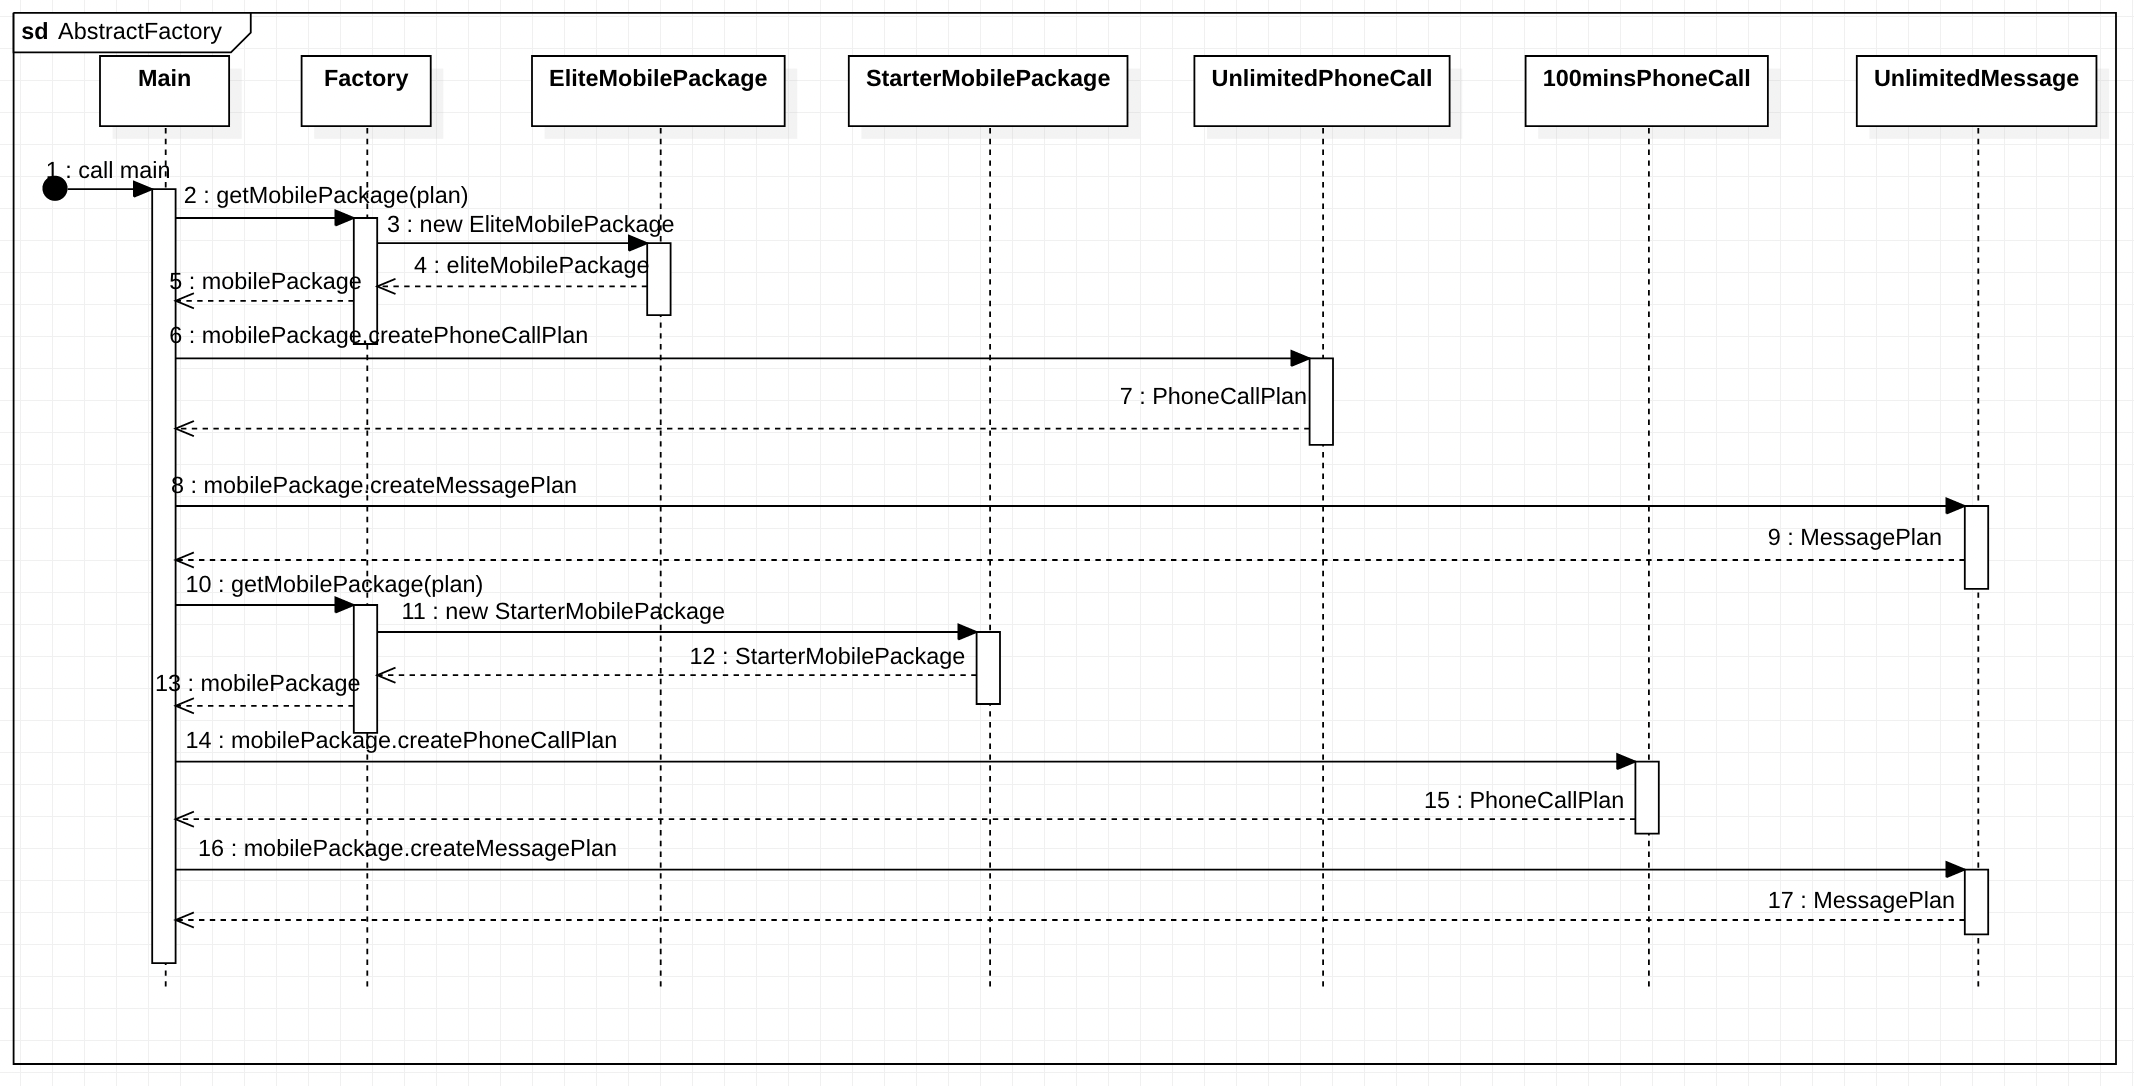 sd AbstractFactory
Main
Factory
EliteMobilePackage
StarterMobilePackage
UnlimitedPhoneCall
100minsPhoneCall
UnlimitedMessage
1 : call main
2 : getMobilePackage(plan)
3 : new EliteMobilePackage
4 : eliteMobilePackage
5 : mobilePackage
6 : mobilePackage.createPhoneCallPlan
7 : PhoneCallPlan
8 : mobilePackage.createMessagePlan
9 : MessagePlan
10 : getMobilePackage(plan)
11 : new StarterMobilePackage
12 : StarterMobilePackage
13 : mobilePackage
14 : mobilePackage.createPhoneCallPlan
15 : PhoneCallPlan
16 : mobilePackage.createMessagePlan
17 : MessagePlan